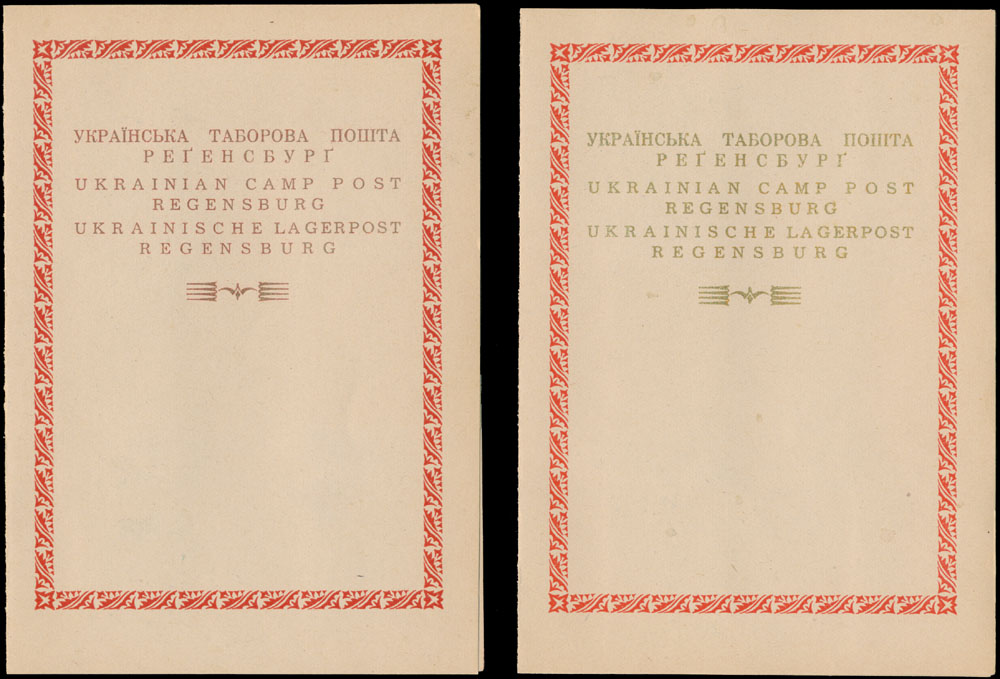 УКРАЇНСЬКА ТАБОРОВА ПОШТА
РЕҐЕНСБУРҐ
UKRAINIAN CAMP POST
REGENSBURG
UKRAINISCHE LAGERPOST
REGENSBURG
УКРАЇНСЬКА ТАБОРОВА ПОШТА
РЕҐЕНСБУРҐ
UKRAINIAN CAMP POST
REGENSBURG
UKRAINISCHE LAGERPOST
REGENSBURG